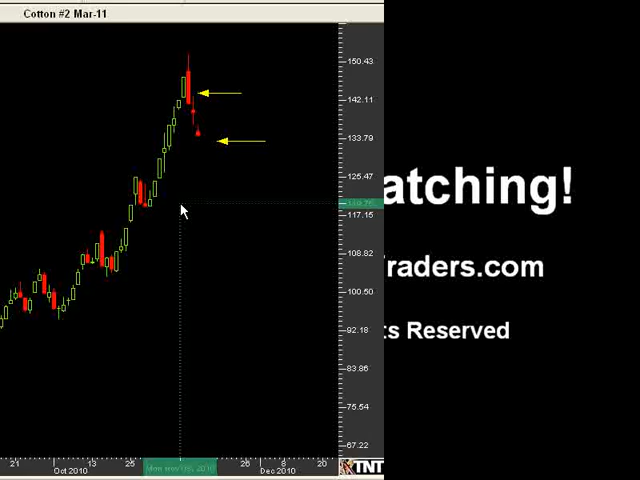 Cotton #2 Mar-11
150.43
142.11
133.79
125.47
117.15
108.82
100.50
92.18
83.86
75.54
67.22
21 13 25 26 8 20
Oct 2010 Dec 2010
TNT
atching!
raders.com
ts Reserved